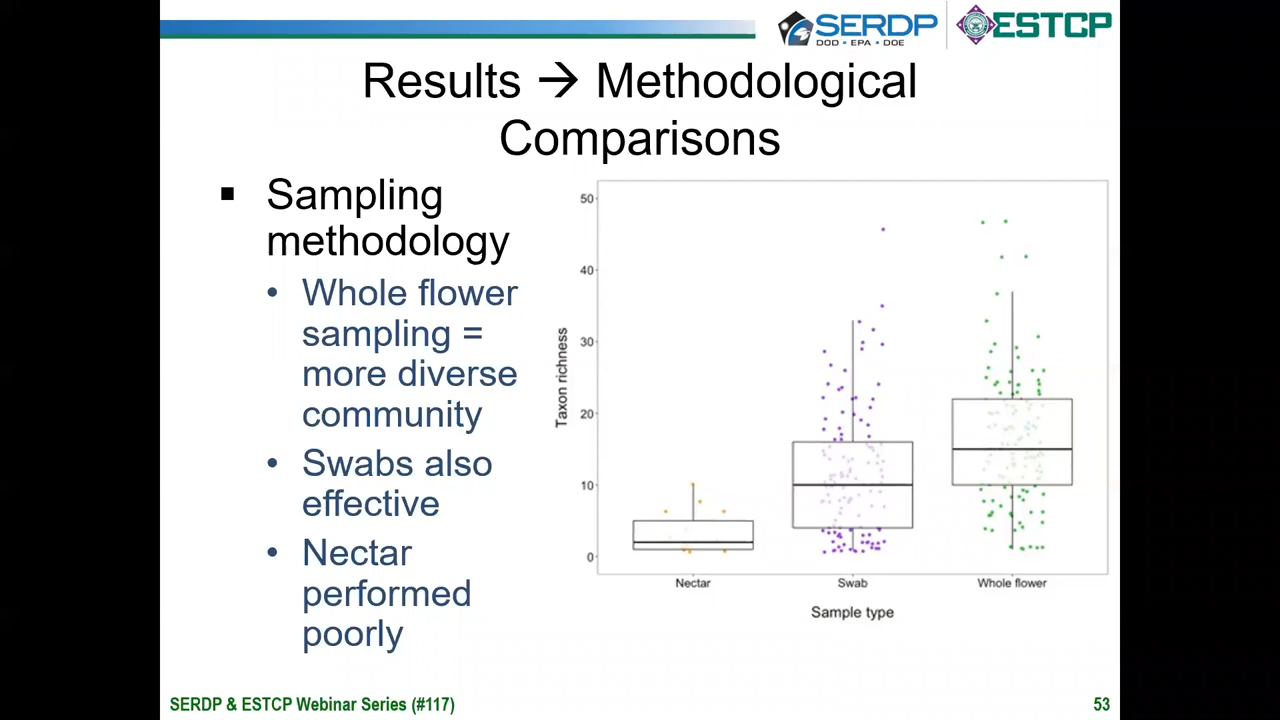 SERDP
DOD • EPA • DOE
ESTCP
Results → Methodological
Comparisons
▪ Sampling
methodology
• Whole flower
sampling =
more diverse
community
• Swabs also
effective
• Nectar
performed
poorly
50
40
30
20
10
0
Taxon richness
Nectar
Swab
Whole flower
Sample type
SERDP & ESTCP Webinar Series (#117)
53